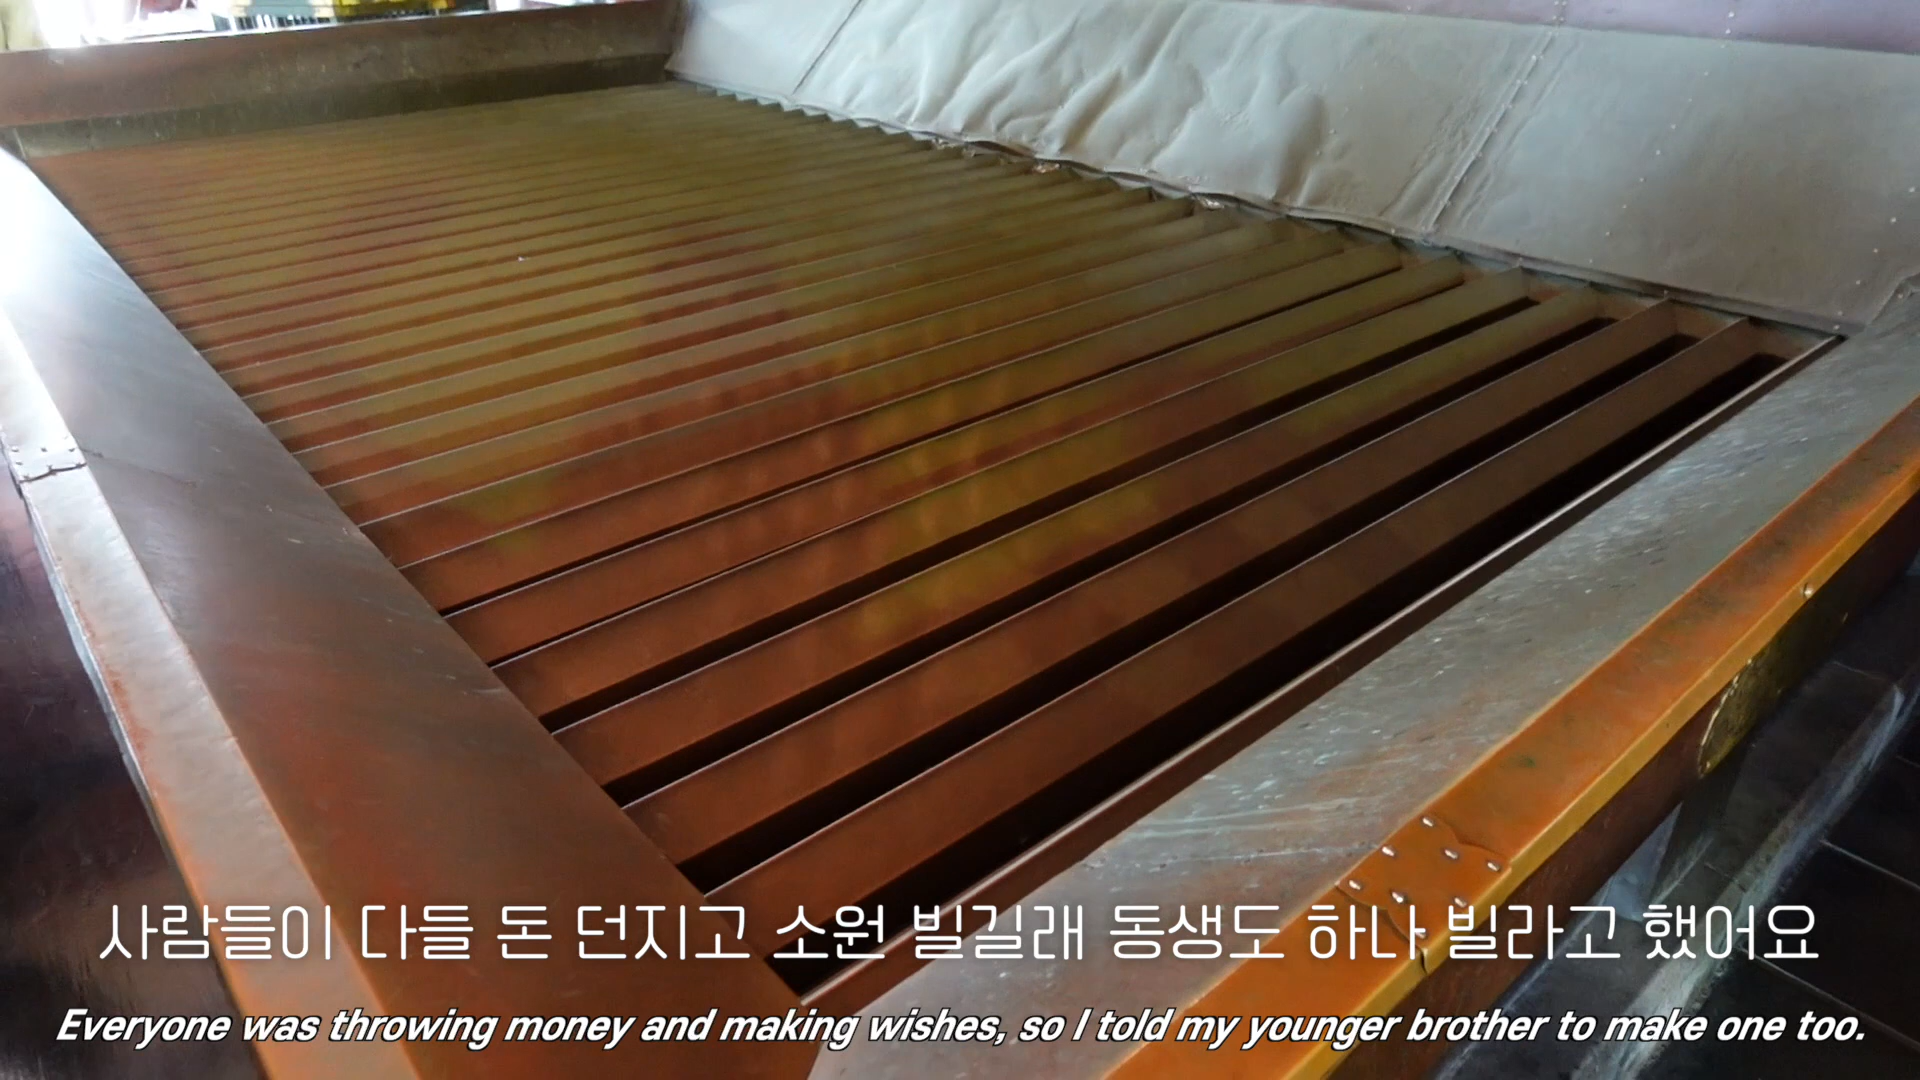 사람들이 다들 돈 던지고 소원 빌길래 동생도 하나 빌라고 했어요
Everyone was throwing money and making wishes, so I told my younger brother to make one too.